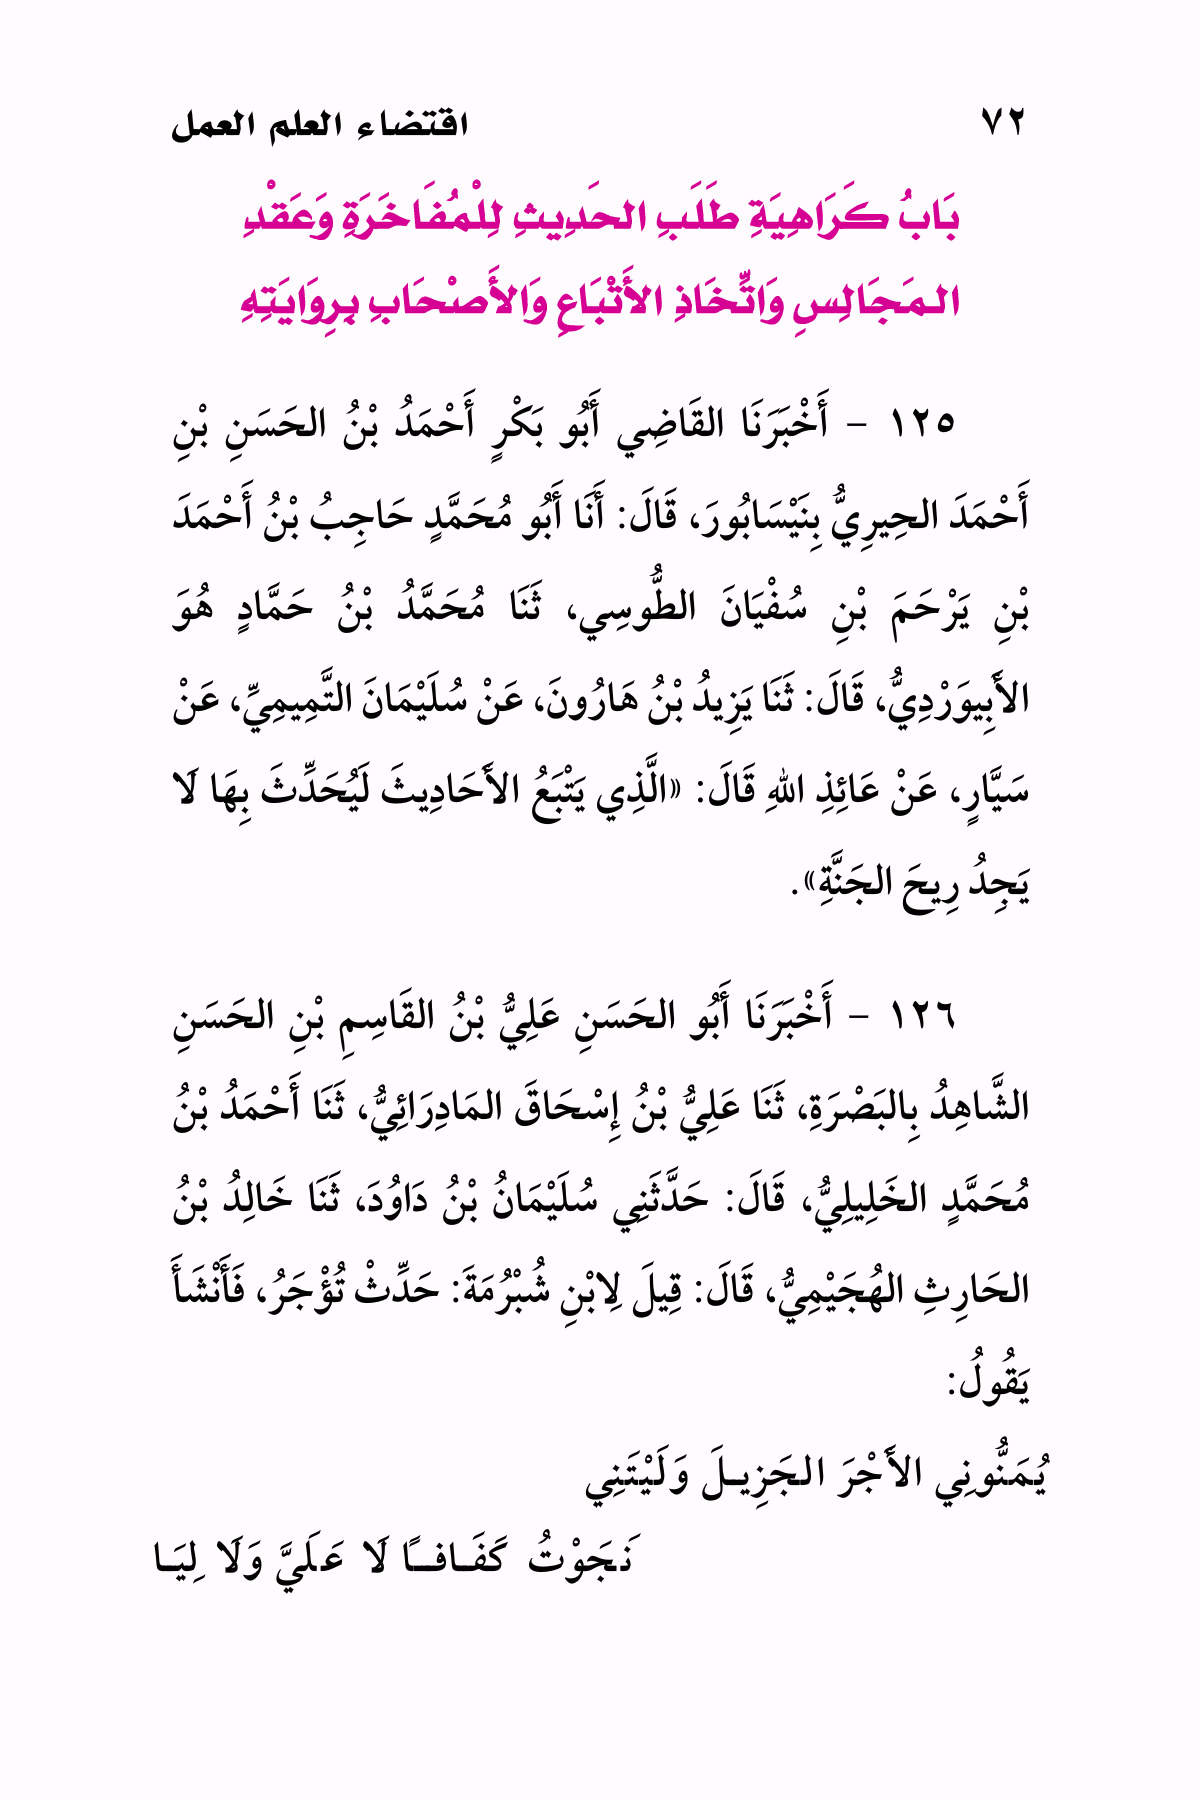 ٧٢ اقتضاء العلم العمل
بَابُ كَرَاهِيَةِ طَلَبِ الحَدِيثِ لِلْمُفَاخَرَةِ وَعَقْدِ
المَجَالِسِ وَاتِّخَاذِ الأَتْبَاعِ وَالأَصْحَابِ بِرِوَايَتِهِ
١٢٥ – أَخْبَرَنَا القَاضِي أَبُو بَكْرٍ أَحْمَدُ بْنُ الحَسَنِ بْنِ
أَحْمَدَ الحِيرِيُّ بِنَيْسَابُورَ، قَالَ: أَنَا أَبُو مُحَمَّدٍ حَاجِبُ بْنُ أَحْمَدَ
بْنِ يَرْحَمَ بْنِ سُفْيَانَ الطُّوسِي، ثَنَا مُحَمَّدُ بْنُ حَمَّادٍ هُوَ
الأَبِيوَرْدِيُّ، قَالَ: ثَنَا يَزِيدُ بْنُ هَارُونَ، عَنْ سُلَيْمَانَ التَّمِيمِيِّ، عَنْ
سَيَّارٍ، عَنْ عَائِذِ اللهِ قَالَ: «الَّذِي يَتْبَعُ الأَحَادِيثَ لَيُحَدِّثَ بِهَا لَا
يَجِدُ رِيحَ الجَنَّةِ».
١٢٦ – أَخْبَرَنَا أَبُو الحَسَنِ عَلِيُّ بْنُ القَاسِمِ بْنِ الحَسَنِ
الشَّاهِدُ بِالبَصْرَةِ، ثَنَا عَلِيُّ بْنُ إِسْحَاقَ المَادِرَائِيُّ، ثَنَا أَحْمَدُ بْنُ
مُحَمَّدٍ الخَلِيلِيُّ، قَالَ: حَدَّثَنِي سُلَيْمَانُ بْنُ دَاوُدَ، ثَنَا خَالِدُ بْنُ
الحَارِثِ الهُجَيْمِيُّ، قَالَ: قِيلَ لِابْنِ شُبْرُمَةَ: حَدِّثْ تُؤْجَرُ، فَأَنْشَأَ
يَقُولُ:
يُمَنُّونِي الأَجْرَ الجَزِيـلَ وَلَيْتَنِي
نَجَوْتُ كَفَـافـــًا لَا عَلَيَّ وَلَا لِيَـا